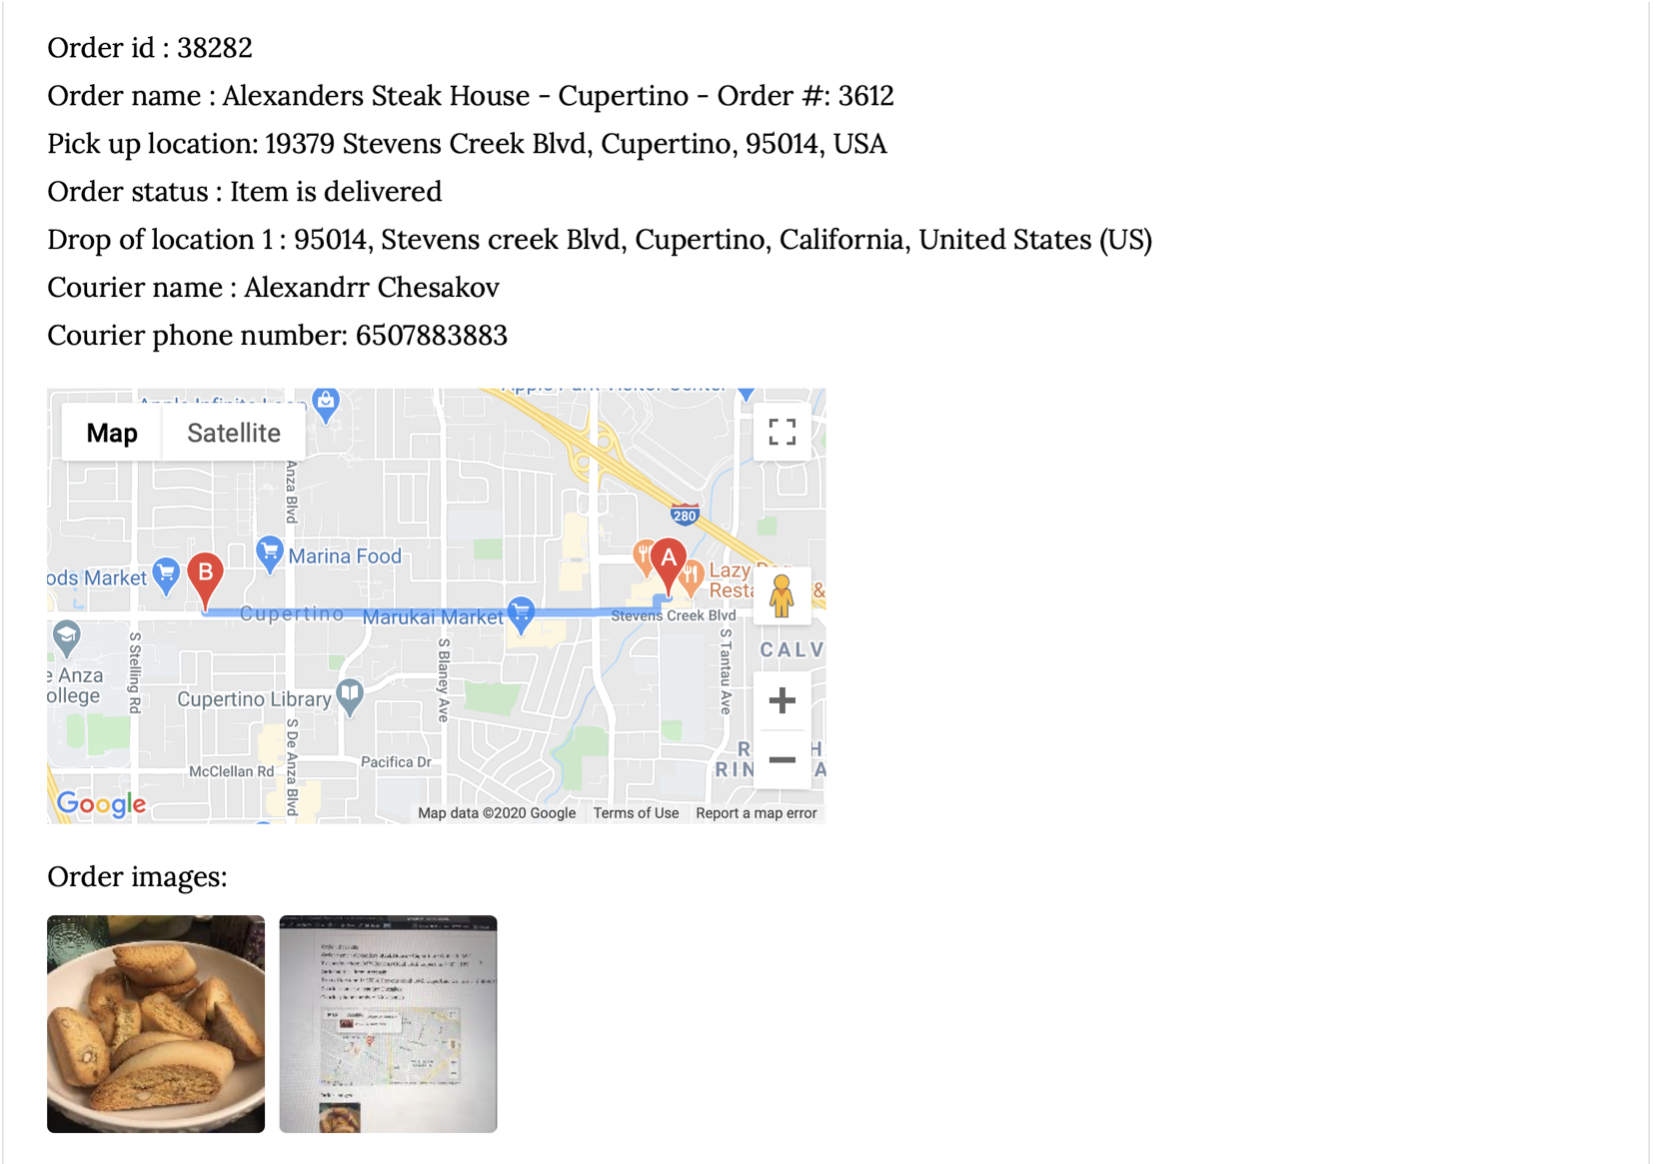 Order id : 38282
Order name : Alexanders Steak House - Cupertino - Order #: 3612
Pick up location: 19379 Stevens Creek Blvd, Cupertino, 95014, USA
Order status : Item is delivered
Drop of location 1 : 95014, Stevens creek Blvd, Cupertino, California, United States (US)
Courier name : Alexandrr Chesakov
Courier phone number: 6507883883
Map
Satellite
Anza Blvd
280
Marina Food
A
B
ods Market
Lazy
Resta
&
Cupertino
Marukai Market
Stevens Creek Blvd
S Stelling Rd
S Blaney Ave
S Tantau Ave
CALV
e Anza
ollege
Cupertino Library
S De Anza Blvd
R
H
RIN
A
Pacifica Dr
McClellan Rd
Google
Map data ©2020 Google
Terms of Use
Report a map error
Order images: